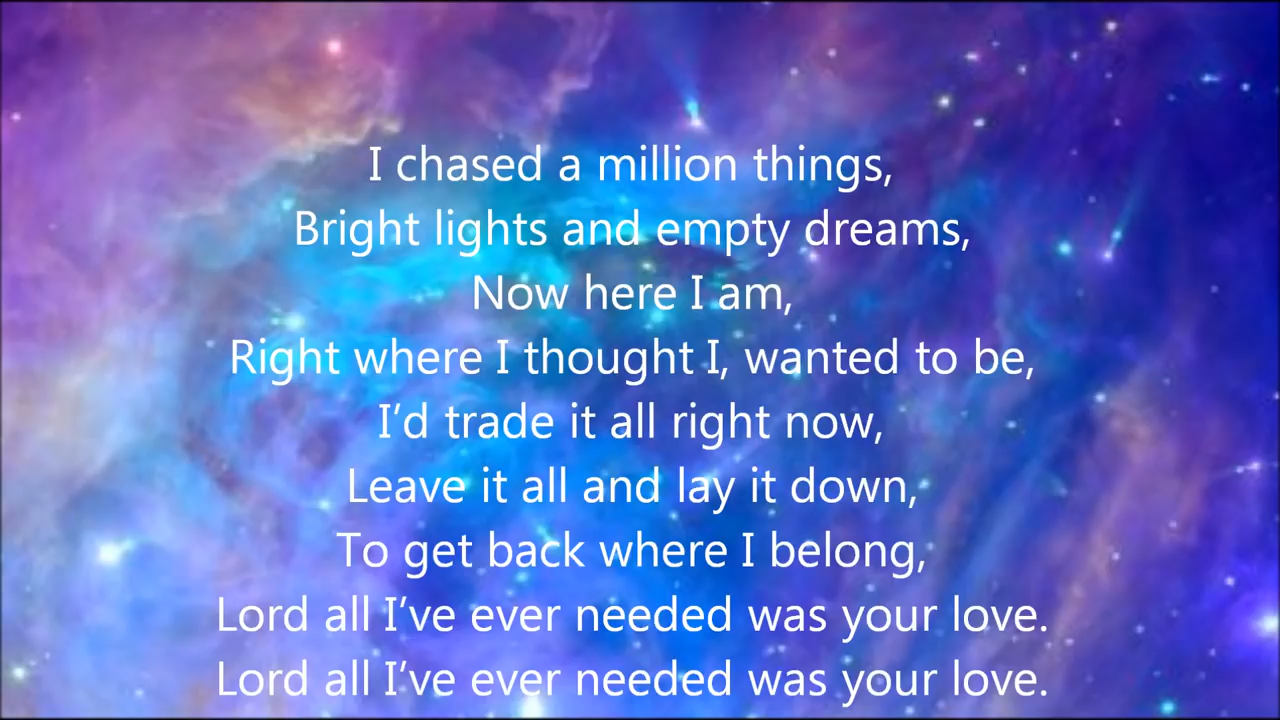 I chased a million things,
Bright lights and empty dreams,
Now here I am,
Right where I thought I, wanted to be,
I’d trade it all right now,
Leave it all and lay it down,
To get back where I belong,
Lord all I’ve ever needed was your love.
Lord all I’ve ever needed was your love.